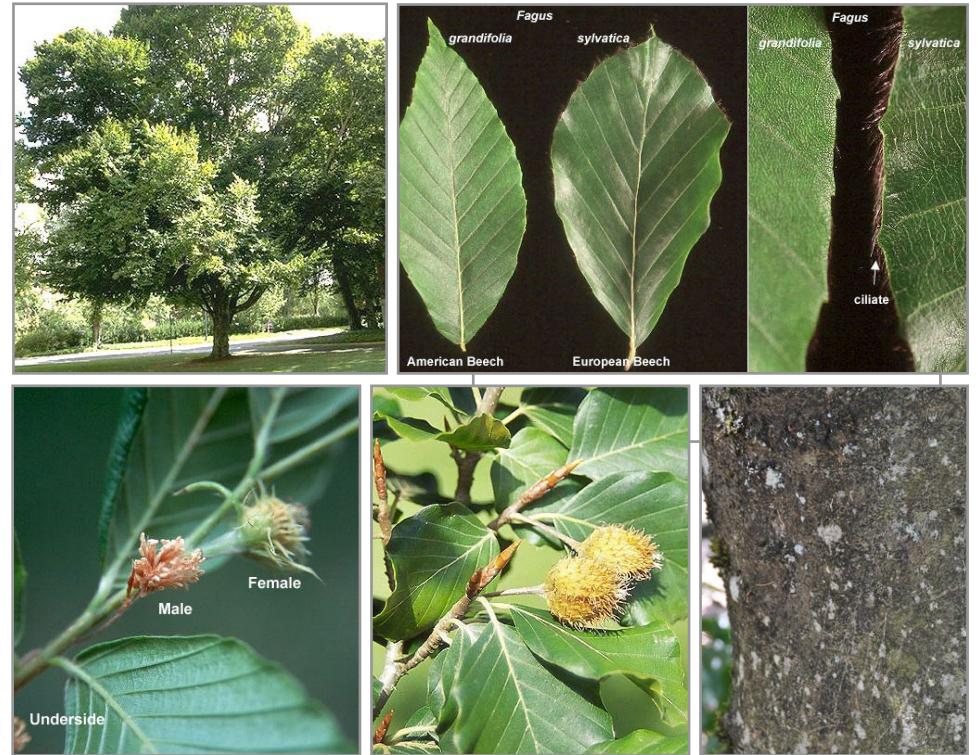 Fagus
grandifolia
sylvatica
American Beech
European Beech
Fagus
grandifolia
sylvatica
ciliate
Male
Female
Underside